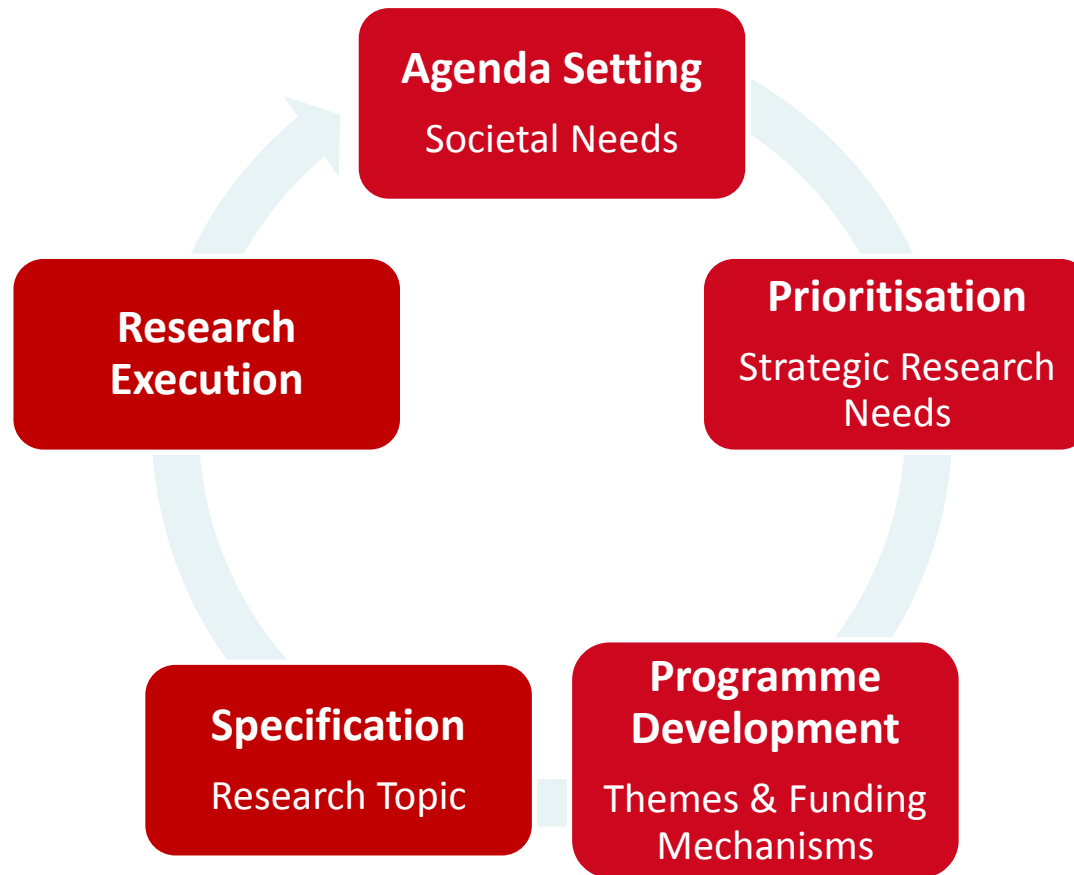 Agenda Setting
Societal Needs
Prioritisation
Strategic Research
Needs
Programme
Development
Themes & Funding
Mechanisms
Specification
Research Topic
Research
Execution